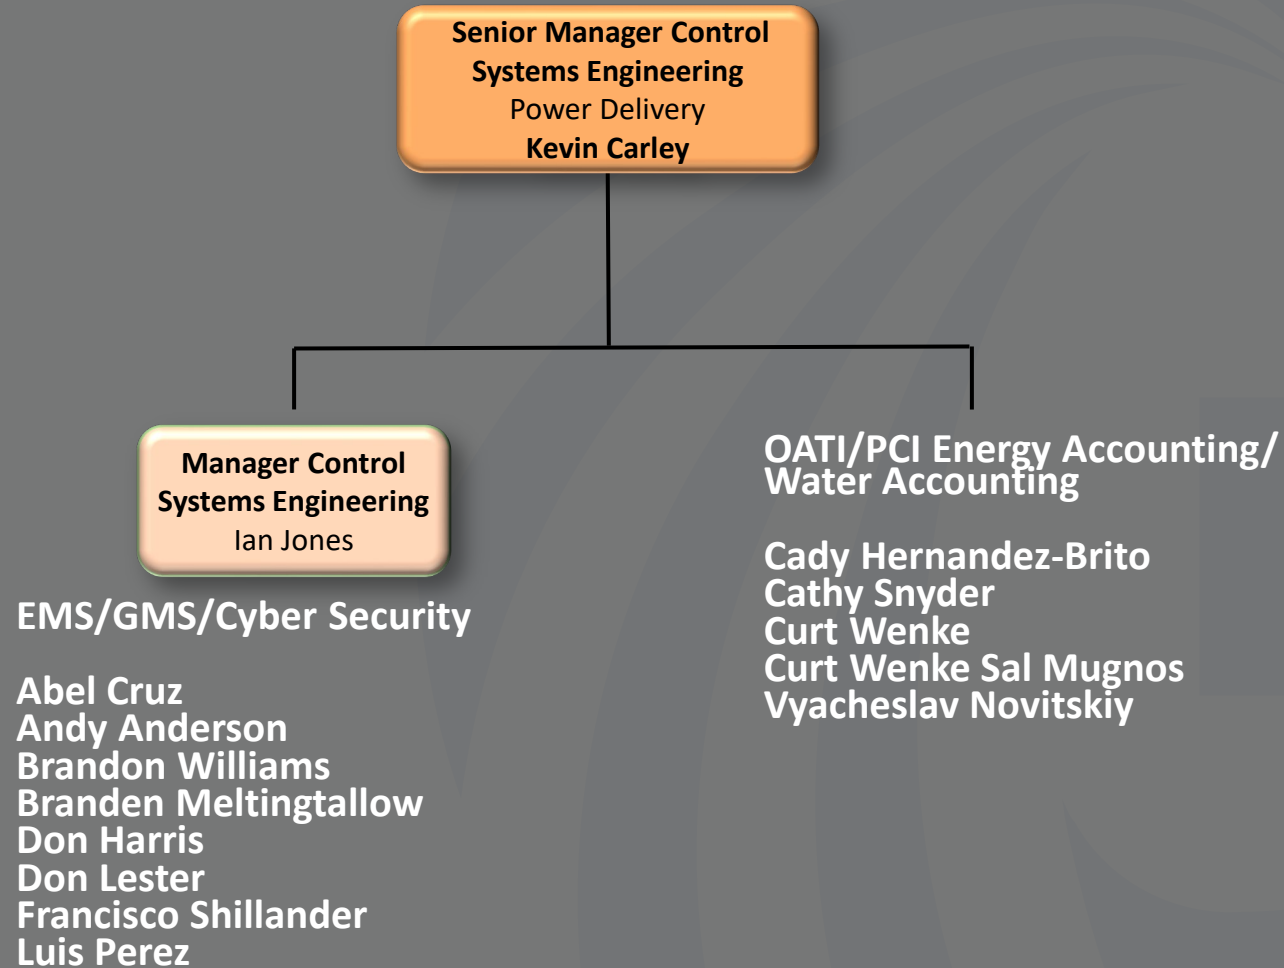 Senior Manager Control
Systems Engineering
Power Delivery
Kevin Carley
Manager Control
Systems Engineering
Ian Jones
EMS/GMS/Cyber Security
Abel Cruz
Andy Anderson
Brandon Williams
Branden Meltingtallow
Don Harris
Don Lester
Francisco Shillander
Luis Perez
OATI/PCI Energy Accounting/
Water Accounting
Cady Hernandez-Brito
Cathy Snyder
Curt Wenke
Curt Wenke Sal Mugnos
Vyacheslav Novitskiy